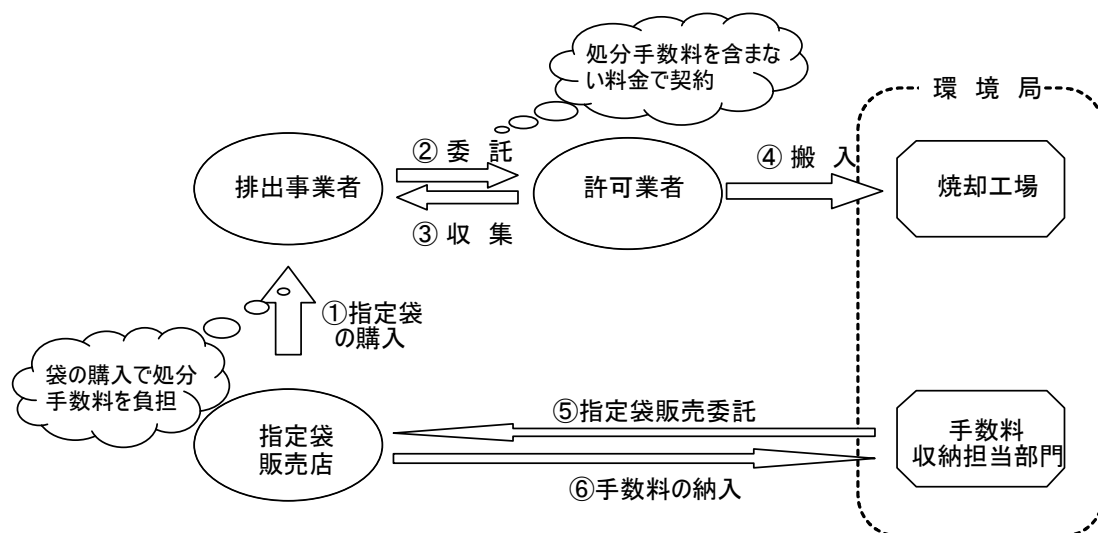 処分手数料を含まな
い料金で契約
環 境 局
② 委 託
④ 搬 入
排出事業者
許可業者
焼却工場
③ 収 集
①指定袋
の購入
袋の購入で処分
手数料を負担
⑤指定袋販売委託
指定袋
販売店
手数料
収納担当部門
⑥手数料の納入